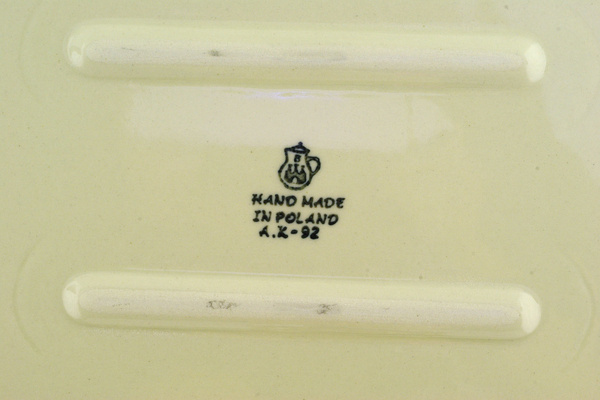 B
HAND MADE
IN POLAND
A.K-92